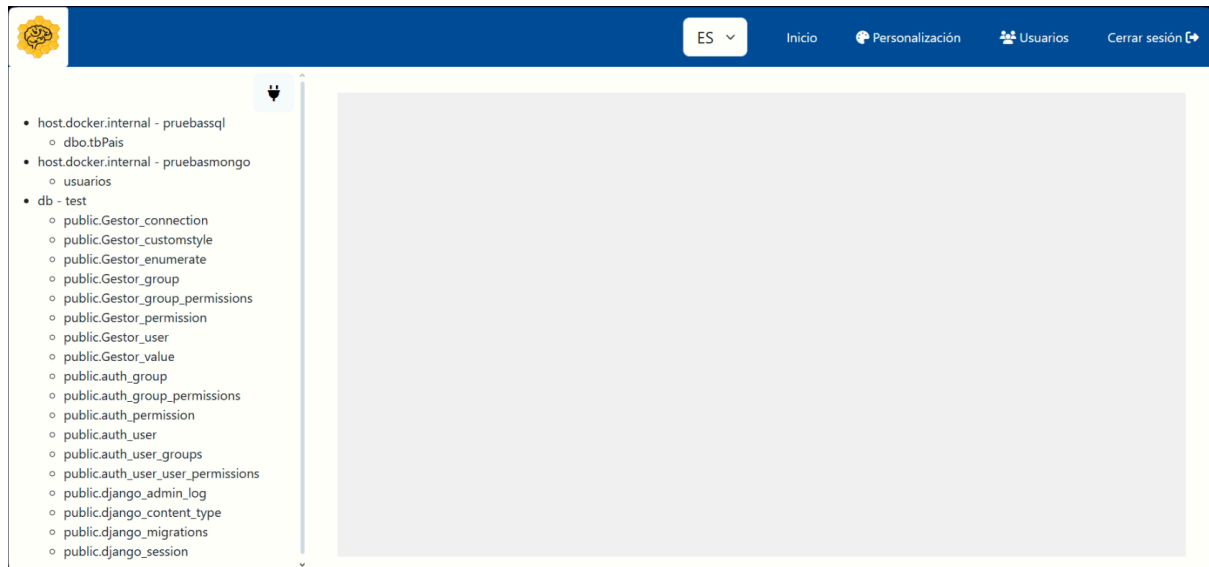 ES
Inicio
Personalización
Usuarios
Cerrar sesión
host.docker.internal - pruebassql
dbo.tbPais
host.docker.internal - pruebasmongo
usuarios
db - test
public.Gestor_connection
public.Gestor_customstyle
public.Gestor_enumerate
public.Gestor_group
public.Gestor_group_permissions
public.Gestor_permission
public.Gestor_user
public.Gestor_value
public.auth_group
public.auth_group_permissions
public.auth_permission
public.auth_user
public.auth_user_groups
public.auth_user_user_permissions
public.django_admin_log
public.django_content_type
public.django_migrations
public.django_session